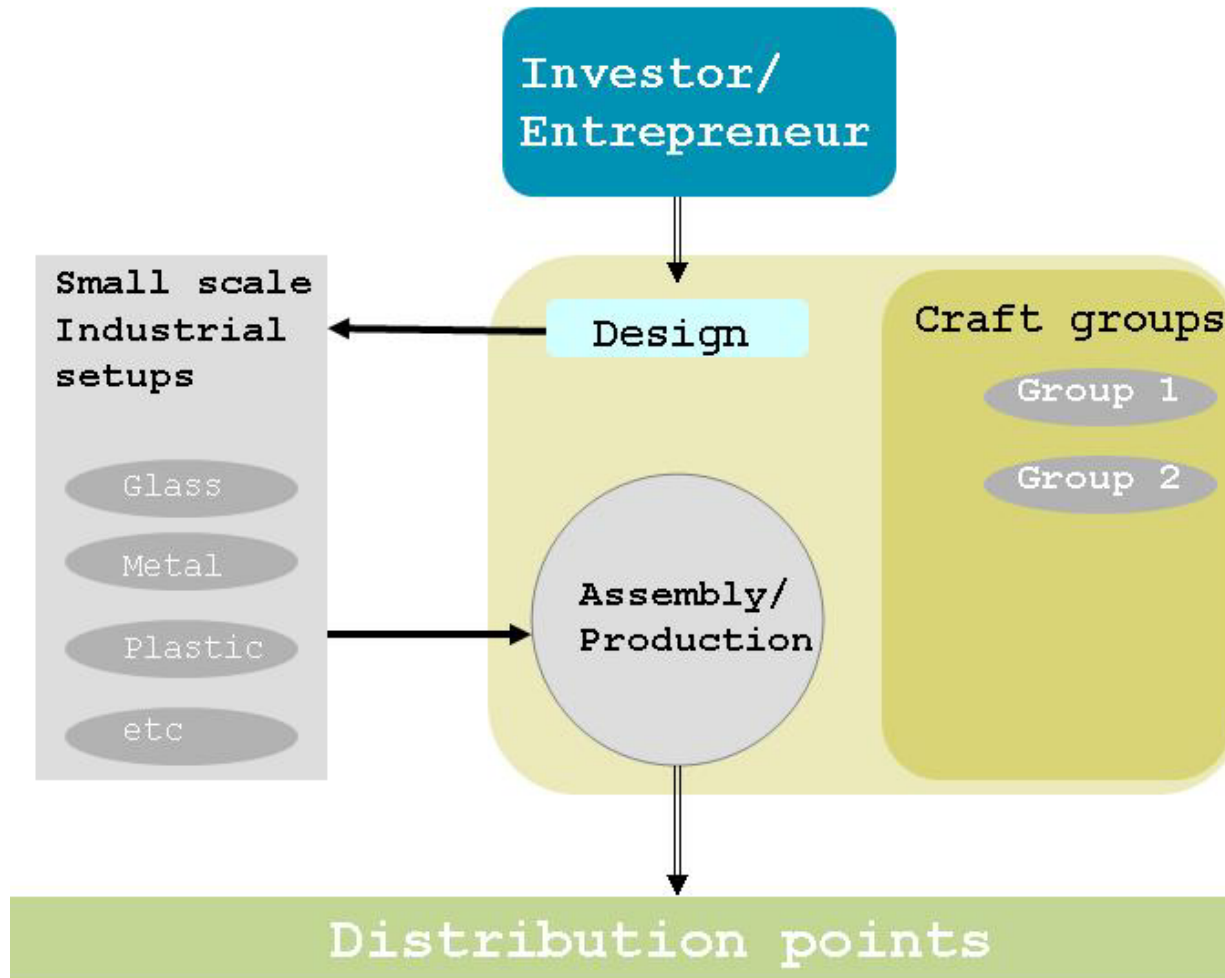 Investor/
Entrepreneur
Small scale
Industrial
setups
Glass
Metal
Plastic
etc
Design
Assembly/
Production
Craft groups
Group 1
Group 2
Distribution points